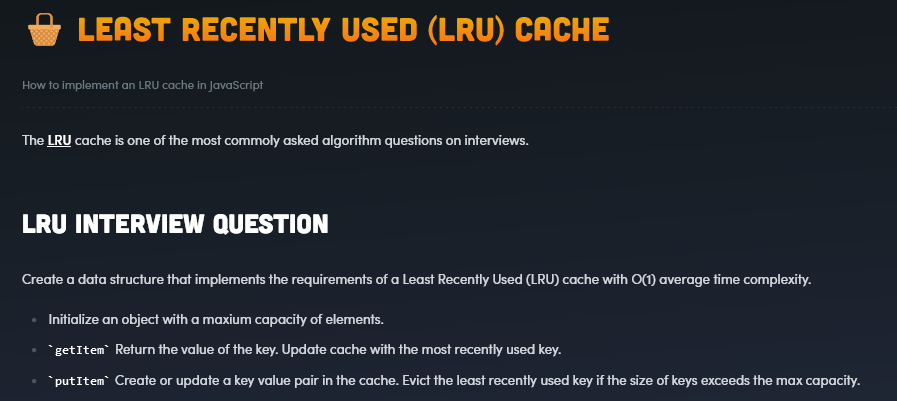 LEAST RECENTLY USED (LRU) CACHE
How to implement an LRU cache in JavaScript
The LRU cache is one of the most commoly asked algorithm questions on interviews.
LRU INTERVIEW QUESTION
Create a data structure that implements the requirements of a Least Recently Used (LRU) cache with O(1) average time complexity.
Initialize an object with a maxium capacity of elements.
`getItem` Return the value of the key. Update cache with the most recently used key.
`putItem` Create or update a key value pair in the cache. Evict the least recently used key if the size of keys exceeds the max capacity.